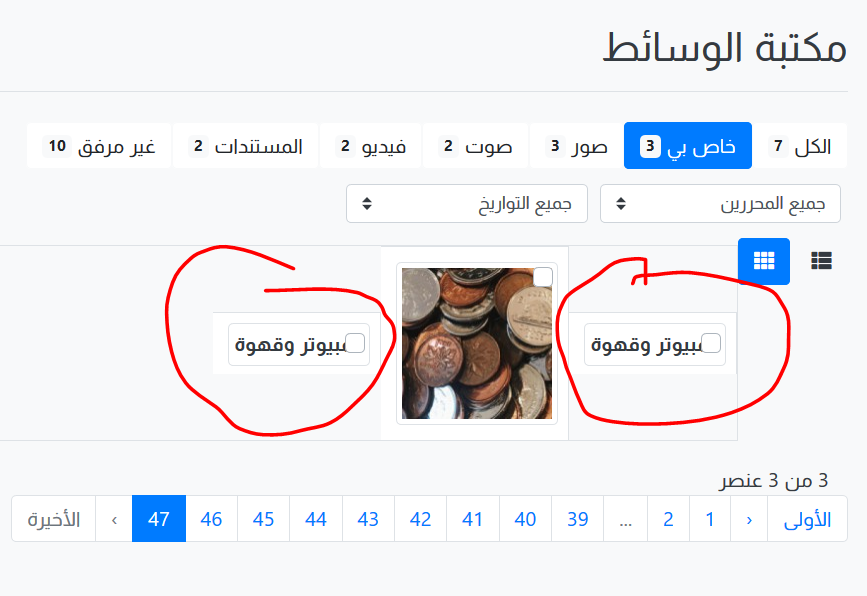 مكتبة الوسائط
الكل 7 خاص بي 3 صور 3 صوت 2 فيديو 2 المستندات 2 غير مرفق 10
جميع المحررين جميع التواريخ
وقهوة وقهوة
3 من 3 عنصر
الأولى ‹ 1 2 ... 39 40 41 42 43 44 45 46 47 › الأخيرة